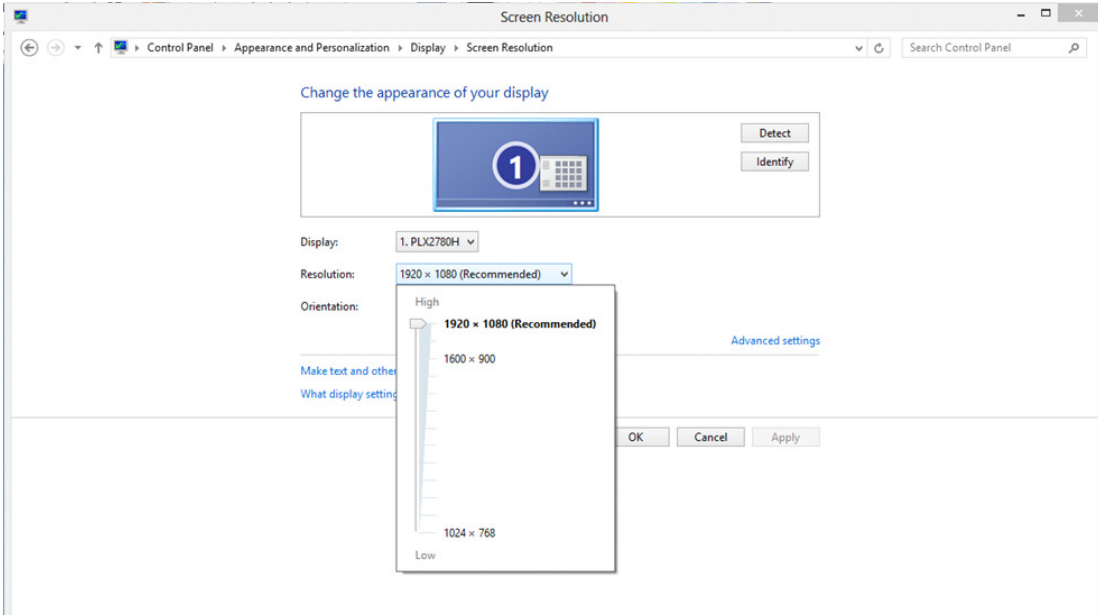 Screen Resolution
Control Panel Appearance and Personalization Display Screen Resolution
Search Control Panel
Change the appearance of your display
1
Detect
Identify
Display: 1. PLX2780H
Resolution: 1920 × 1080 (Recommended)
Orientation:
High
1920 × 1080 (Recommended)
Advanced settings
1600 × 900
Make text and other
What display setting
OK Cancel Apply
1024 × 768
Low